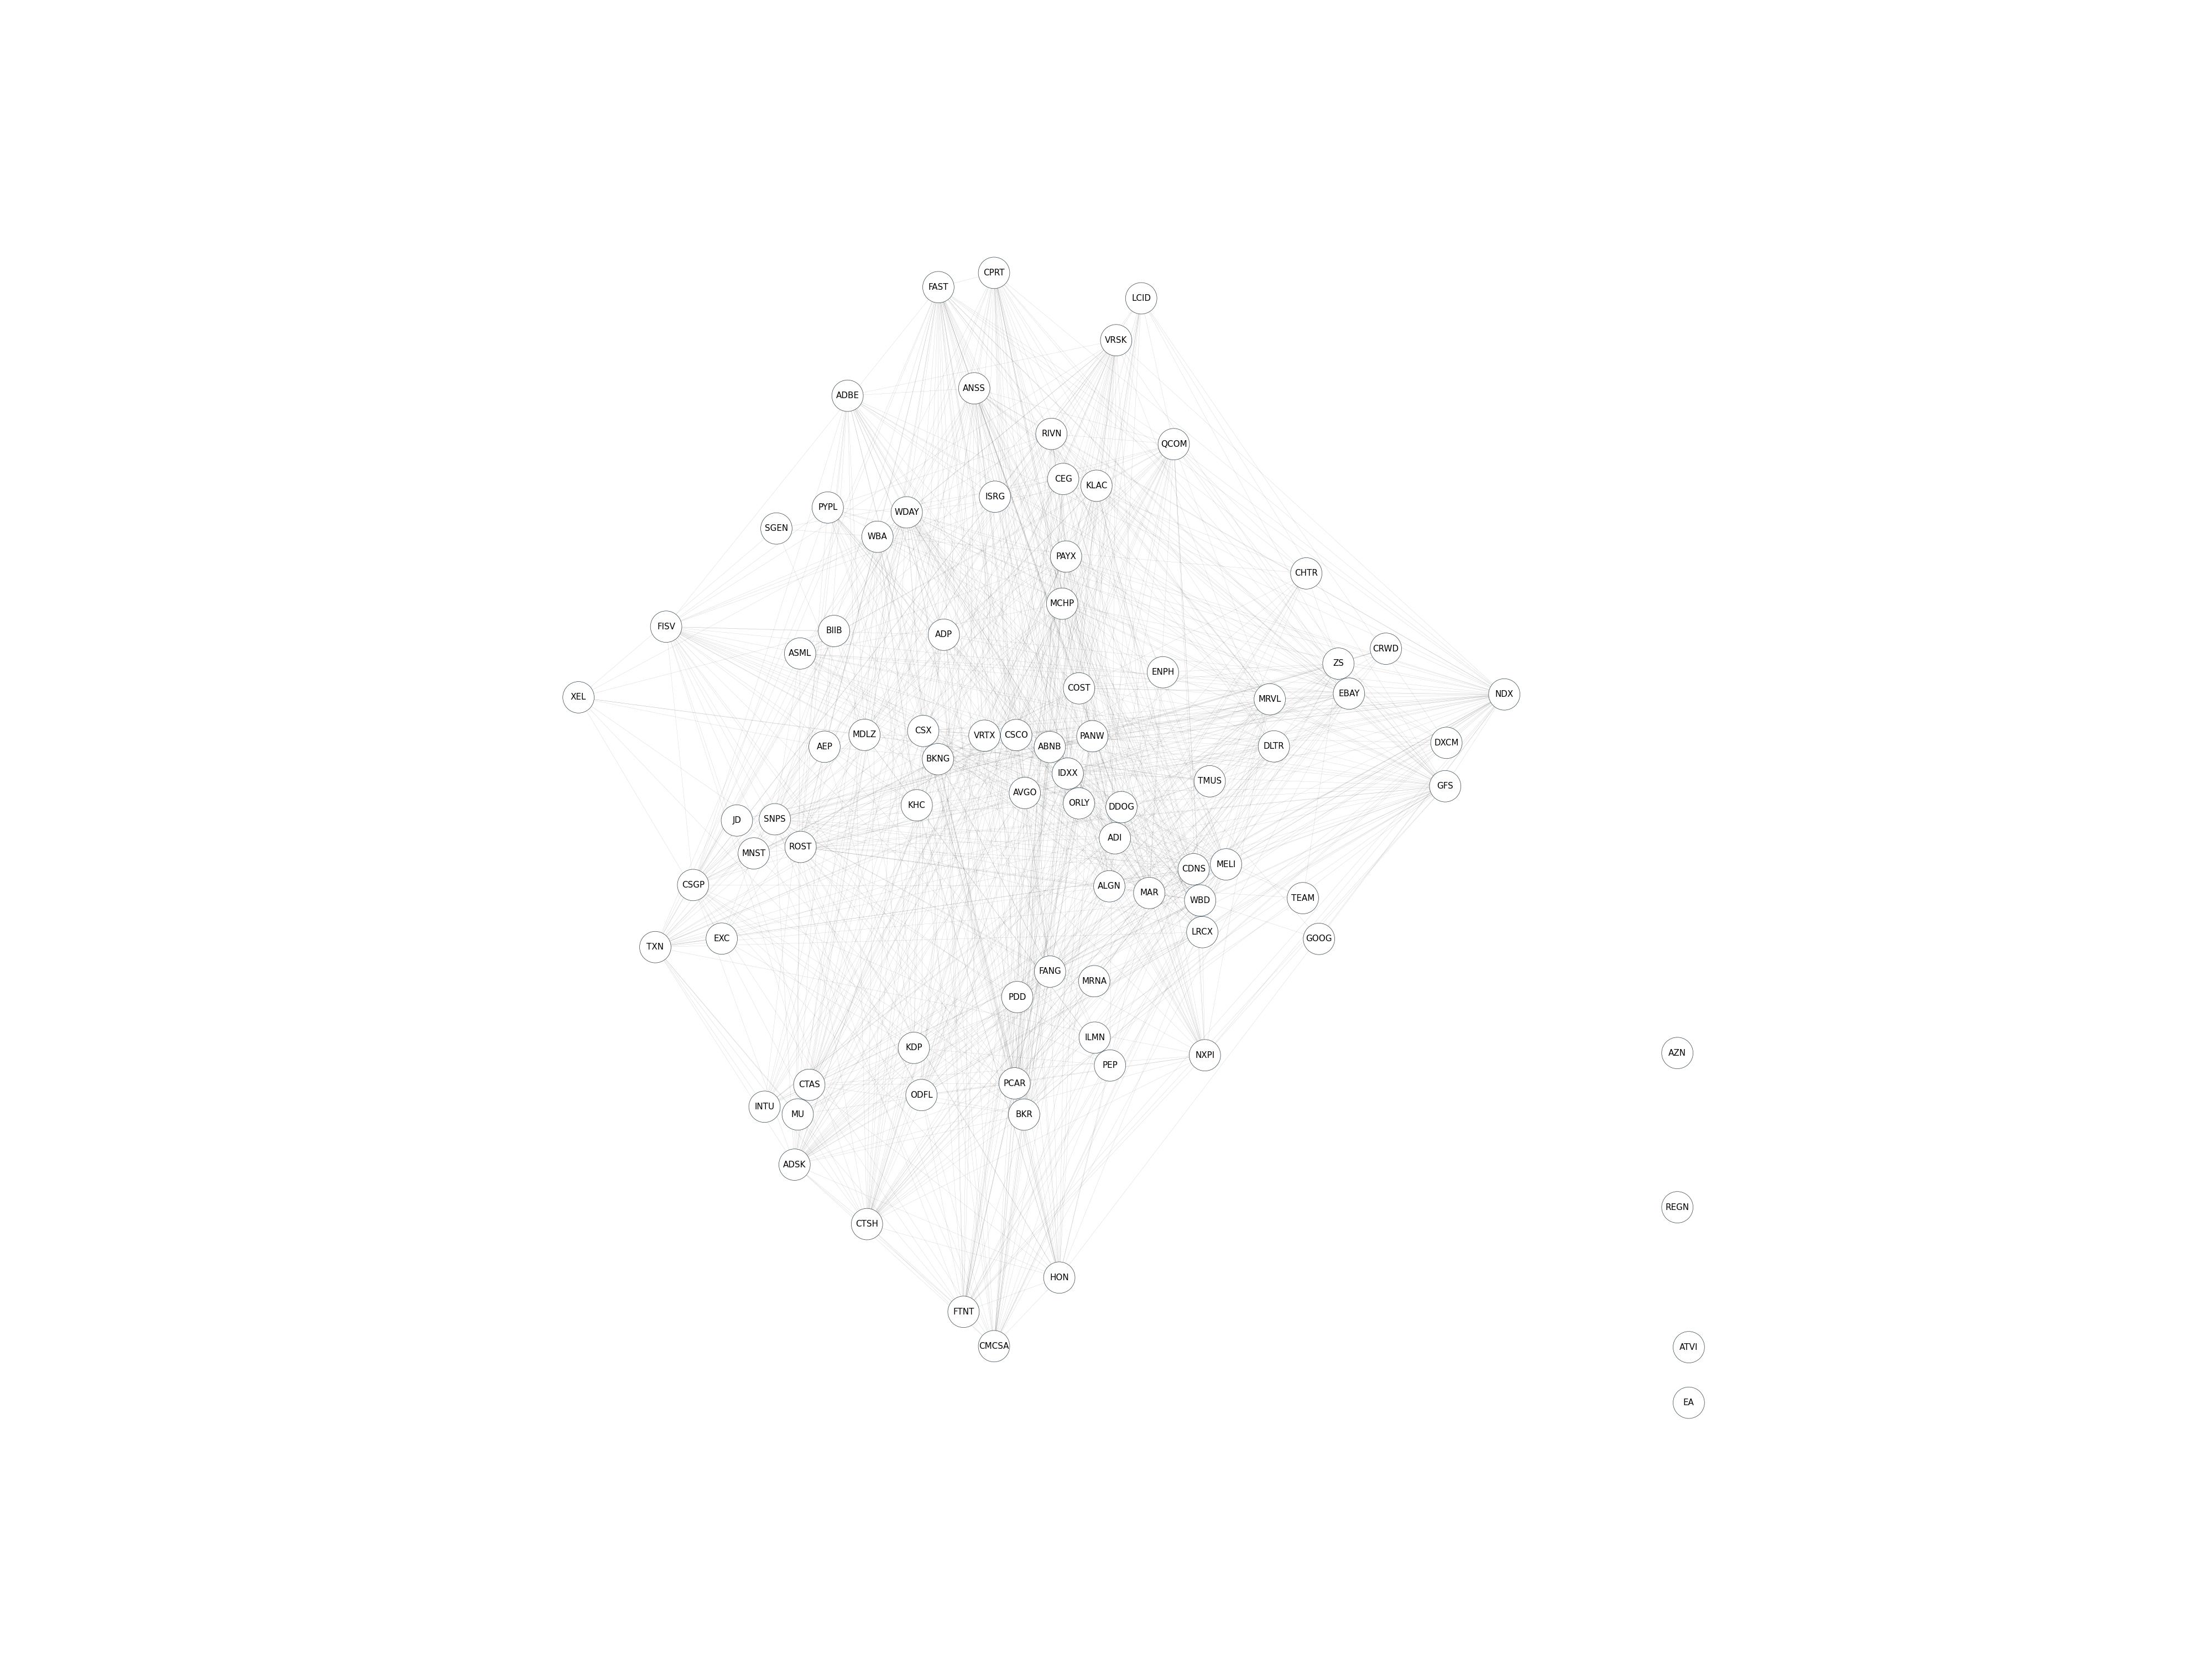 CPRT
FAST
LCID
VRSK
ANSS
ADBE
RIVN
QCOM
CEG
KLAC
ISRG
PYPL
WDAY
SGEN
WBA
PAYX
CHTR
MCHP
FISV
BIIB
ADP
CRWD
ASML
ZS
ENPH
COST
XEL
EBAY
NDX
MRVL
CSX
MDLZ
VRTX
CSCO
PANW
AEP
ABNB
DLTR
DXCM
BKNG
IDXX
TMUS
GFS
AVGO
ORLY
KHC
DDOG
JD
SNPS
ADI
ROST
MNST
MELI
CDNS
CSGP
ALGN
MAR
TEAM
WBD
LRCX
EXC
GOOG
TXN
FANG
MRNA
PDD
ILMN
KDP
AZN
NXPI
PEP
PCAR
CTAS
ODFL
INTU
MU
BKR
ADSK
REGN
CTSH
HON
FTNT
CMCSA
ATVI
EA